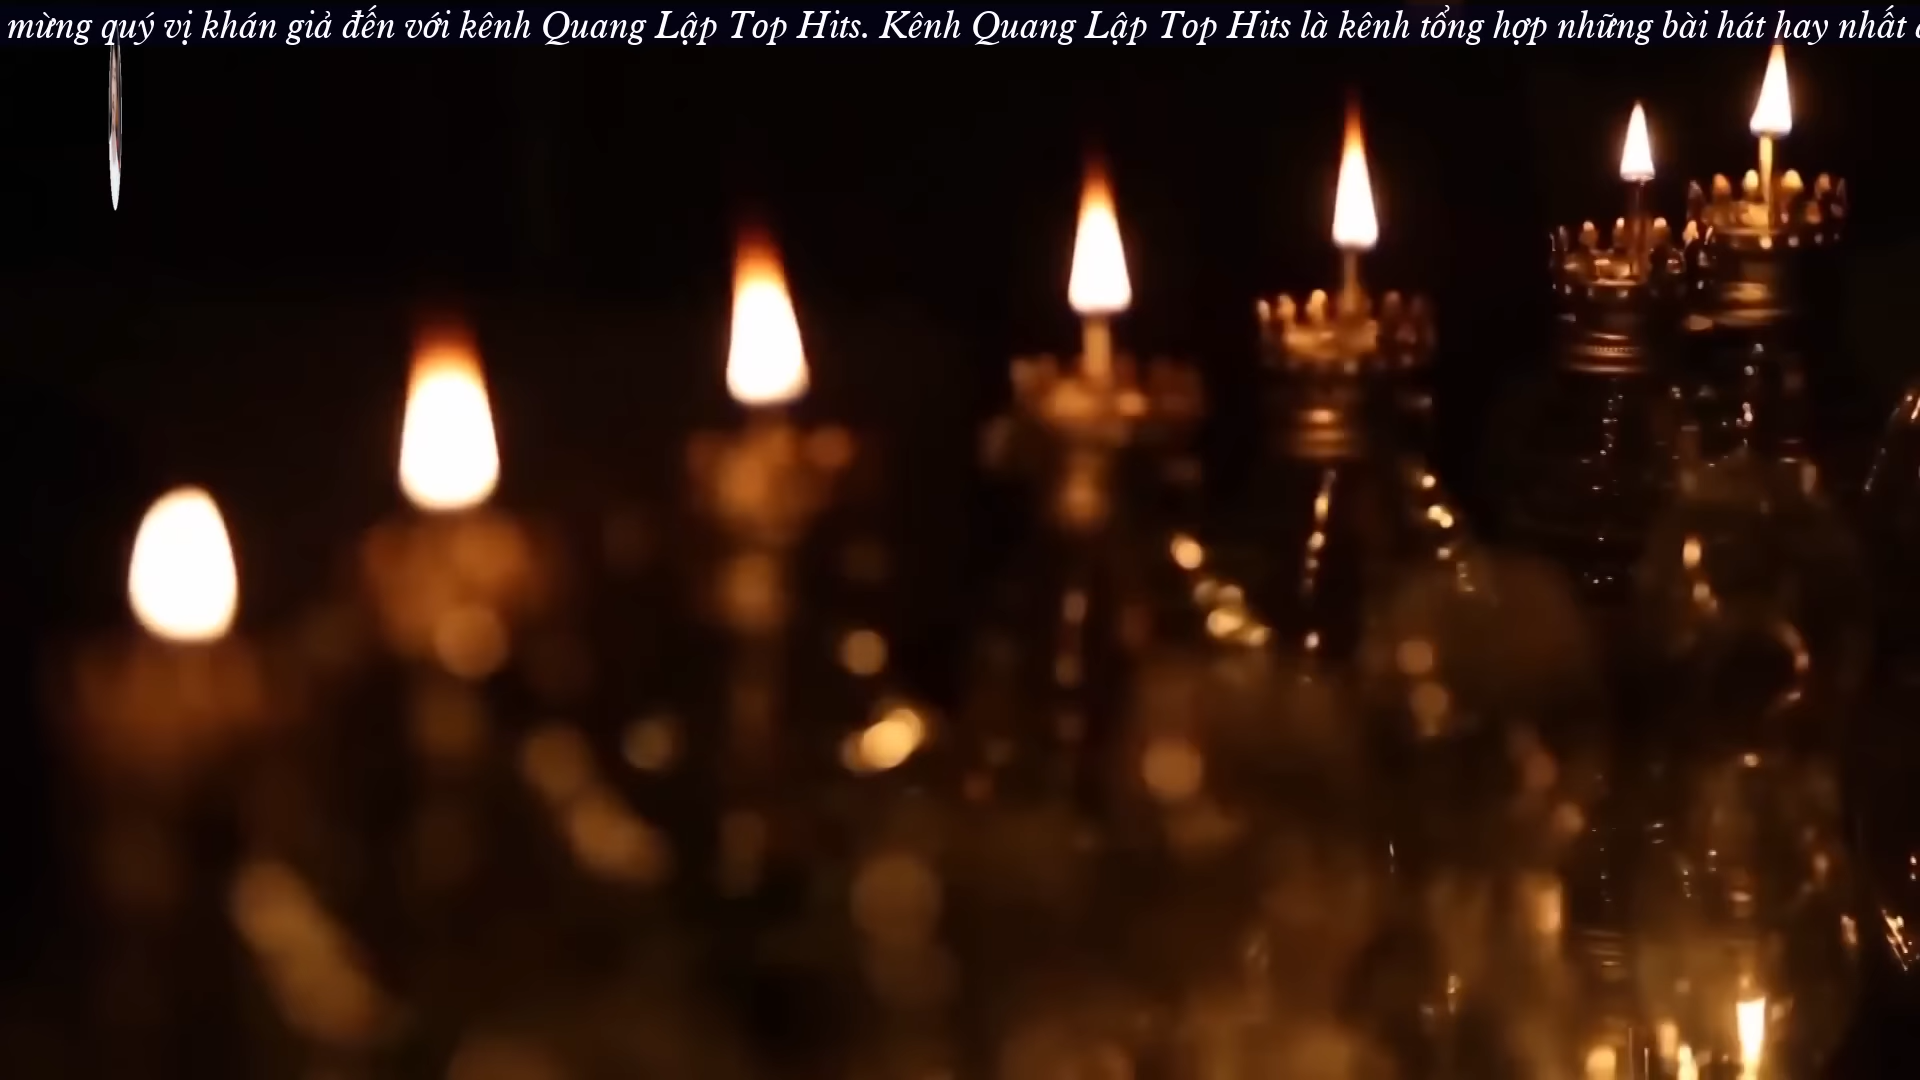 mừng quý vị khán giả đến với kênh Quang Lập Top Hits. Kênh Quang Lập Top Hits là kênh tổng hợp những bài hát hay nhất